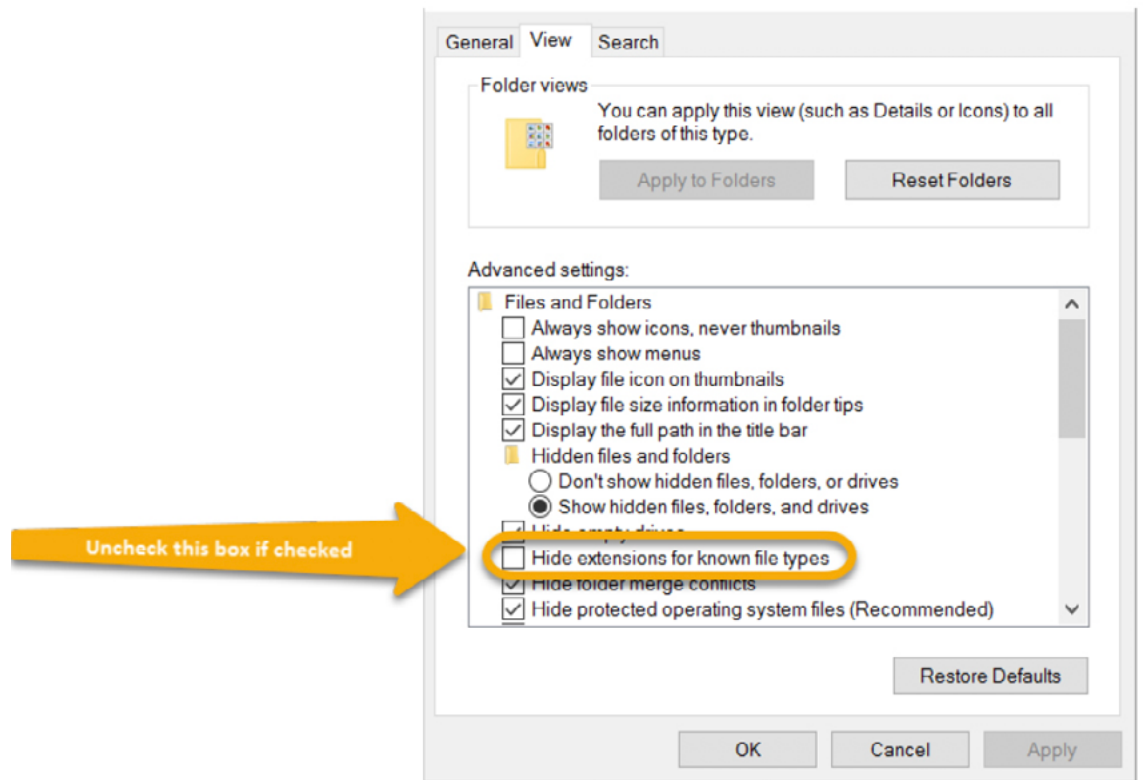 General View Search
Folder views
You can apply this view (such as Details or Icons) to all
folders of this type.
Apply to Folders Reset Folders
Advanced settings:
Files and Folders
Always show icons, never thumbnails
Always show menus
Display file icon on thumbnails
Display file size information in folder tips
Display the full path in the title bar
Hidden files and folders
Don't show hidden files, folders, or drives
Show hidden files, folders, and drives
Hide empty drives
Uncheck this box if checked
Hide extensions for known file types
Hide folder merge conflicts
Hide protected operating system files (Recommended)
Restore Defaults
OK Cancel Apply